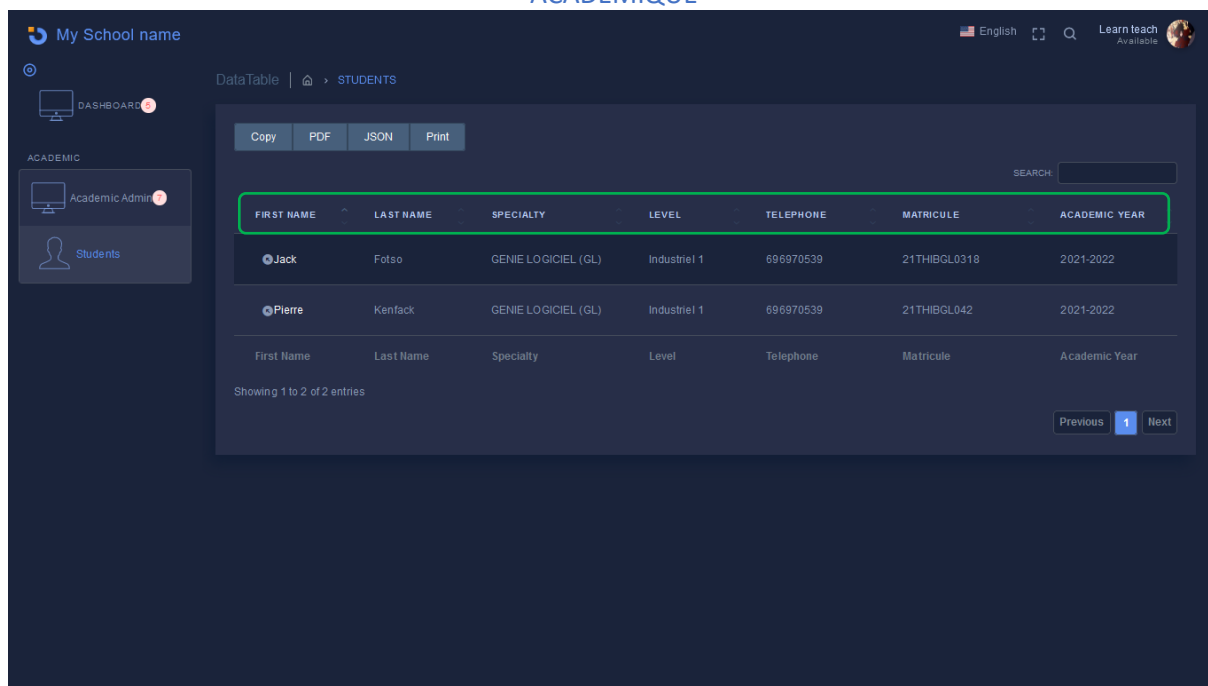 ACADEMIQUE
My School name
English
Learn teach
Available
DataTable | > STUDENTS
DASHBOARD 5
ACADEMIC
Academic Admin 7
Students
Copy PDF JSON Print
SEARCH:
FIRST NAME LAST NAME SPECIALTY LEVEL TELEPHONE MATRICULE ACADEMIC YEAR
Jack Fotso GENIE LOGICIEL (GL) Industriel 1 696970539 21THIBGL0318 2021-2022
Pierre Kenfack GENIE LOGICIEL (GL) Industriel 1 696970539 21THIBGL042 2021-2022
First Name Last Name Specialty Level Telephone Matricule Academic Year
Showing 1 to 2 of 2 entries
Previous 1 Next